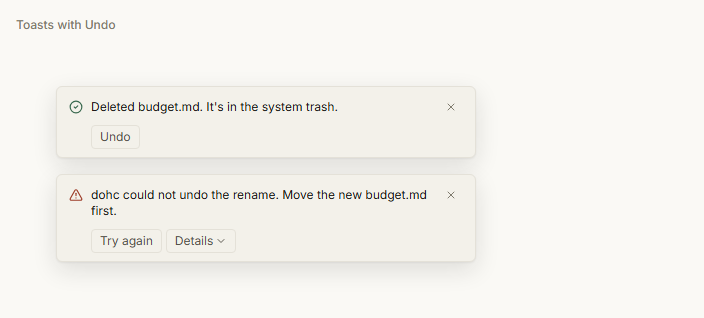 Toasts with Undo
Deleted budget.md. It's in the system trash.
Undo
dohc could not undo the rename. Move the new budget.md
first.
Try again
Details